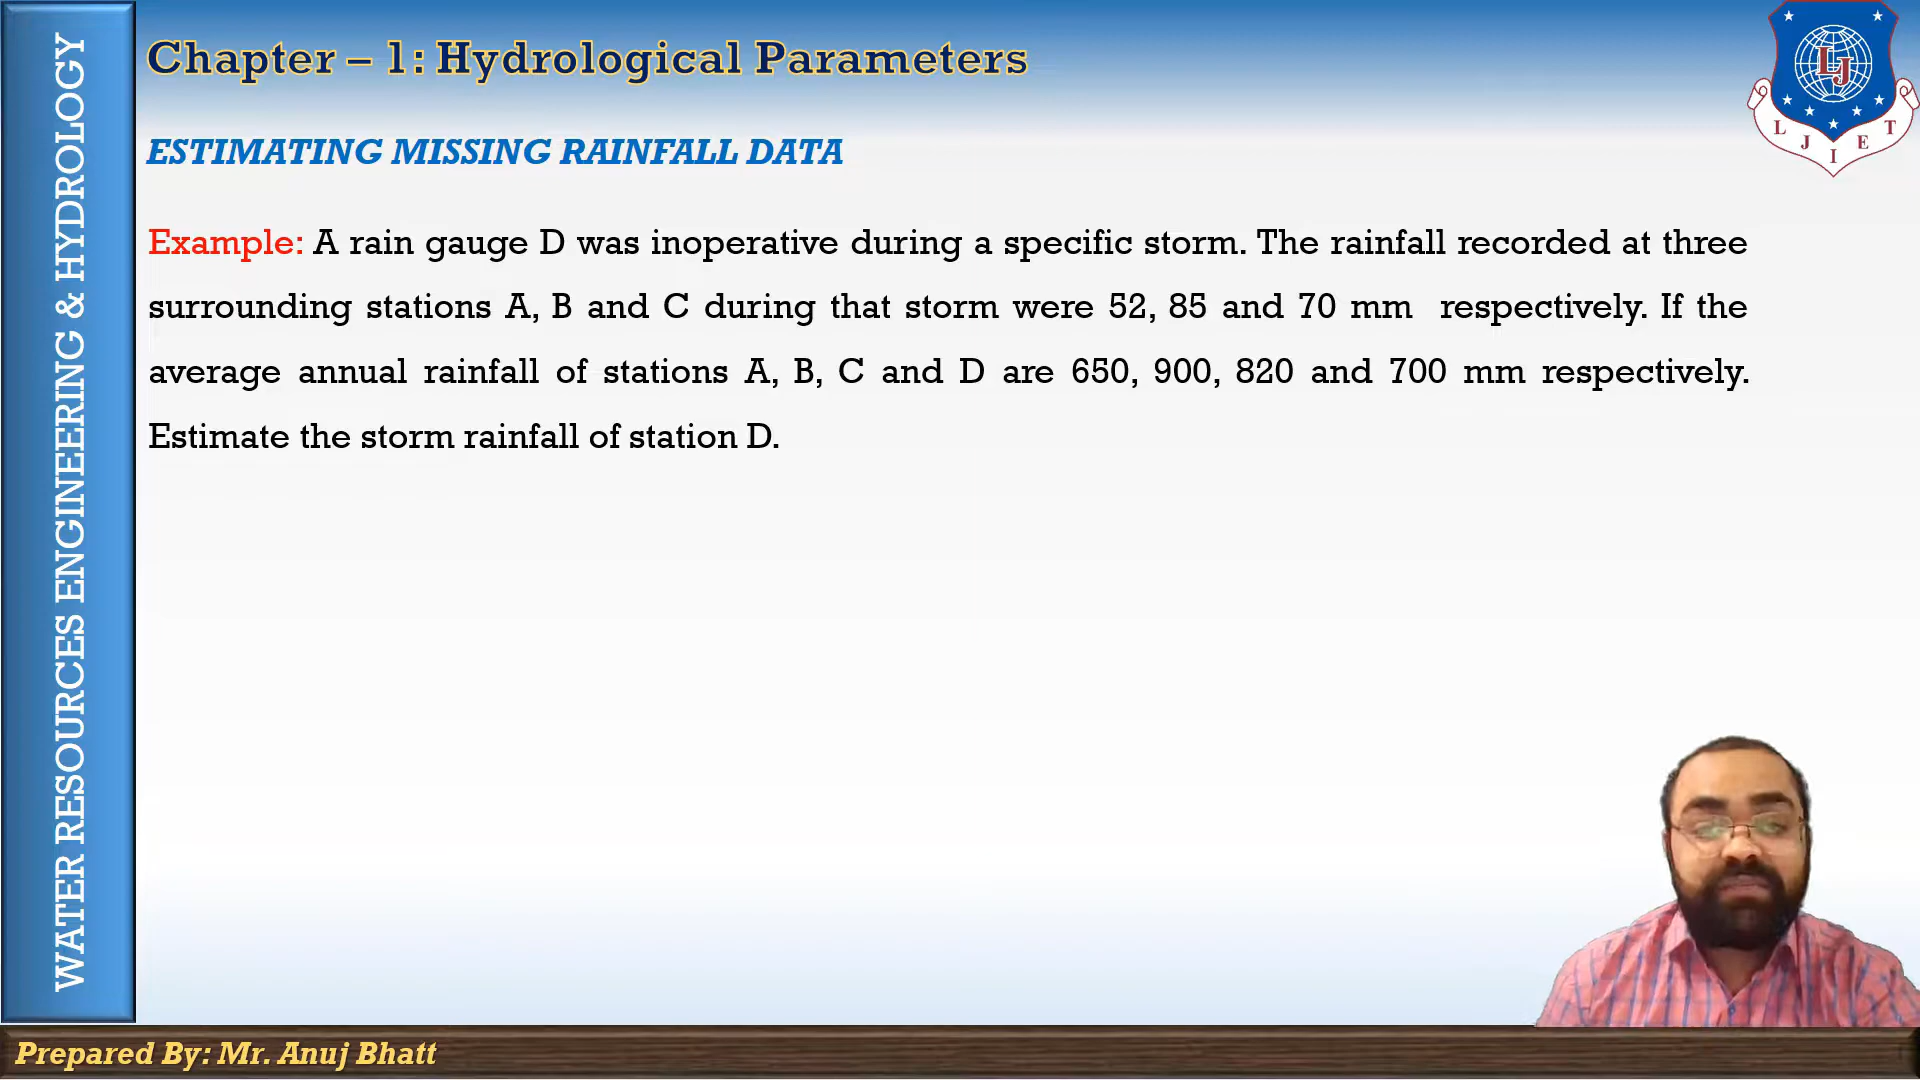 WATER RESOURCES ENGINEERING & HYDROLOGY
Chapter – 1: Hydrological Parameters
ESTIMATING MISSING RAINFALL DATA
Example: A rain gauge D was inoperative during a specific storm. The rainfall recorded at three
surrounding stations A, B and C during that storm were 52, 85 and 70 mm respectively. If the
average annual rainfall of stations A, B, C and D are 650, 900, 820 and 700 mm respectively.
Estimate the storm rainfall of station D.
LJ
L J I E T
Prepared By: Mr. Anuj Bhatt